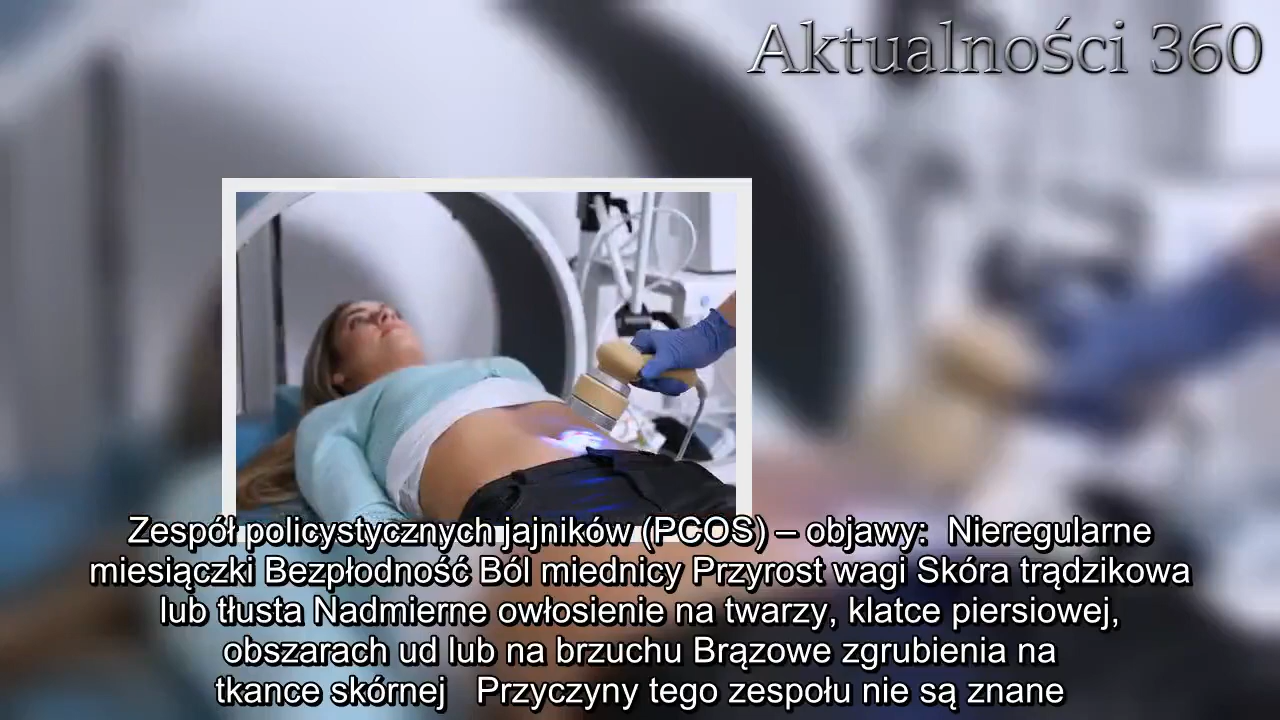 Aktualności 360
Zespół policystycznych jajników (PCOS) – objawy:  Nieregularne
miesiączki Bezpłodność Ból miednicy Przyrost wagi Skóra trądzikowa
lub tłusta Nadmierne owłosienie na twarzy, klatce piersiowej,
obszarach ud lub na brzuchu Brązowe zgrubienia na
tkance skórnej   Przyczyny tego zespołu nie są znane